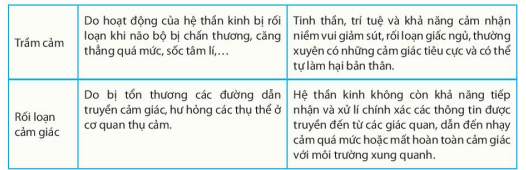 Trầm cảm
Do hoạt động của hệ thần kinh bị rối
loạn khi não bộ bị chấn thương, căng
thẳng quá mức, sốc tâm lí,…
Tinh thần, trí tuệ và khả năng cảm nhận
niềm vui giảm sút, rối loạn giấc ngủ, thường
xuyên có những cảm giác tiêu cực và có thể
tự làm hại bản thân.
Rối loạn
cảm giác
Do bị tổn thương các đường dẫn
truyền cảm giác, hư hỏng các thụ thể ở
cơ quan thụ cảm.
Hệ thần kinh không còn khả năng tiếp
nhận và xử lí chính xác các thông tin được
truyền đến từ các giác quan, dẫn đến nhạy
cảm quá mức hoặc mất hoàn toàn cảm giác
với môi trường xung quanh.